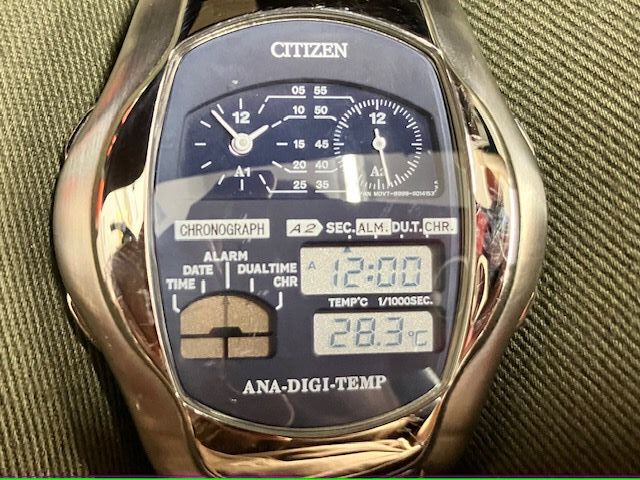 CITIZEN
05 55
12 10 50 12
15 45
A1 20 40 A2
25 35
CHRONOGRAPH A2 SEC. ALM. DU.T. CHR.
ALARM
DATE DUALTIME
TIME CHR
A 12:00
TEMP°C 1/1000SEC.
28.3 °C
ANA-DIGI-TEMP